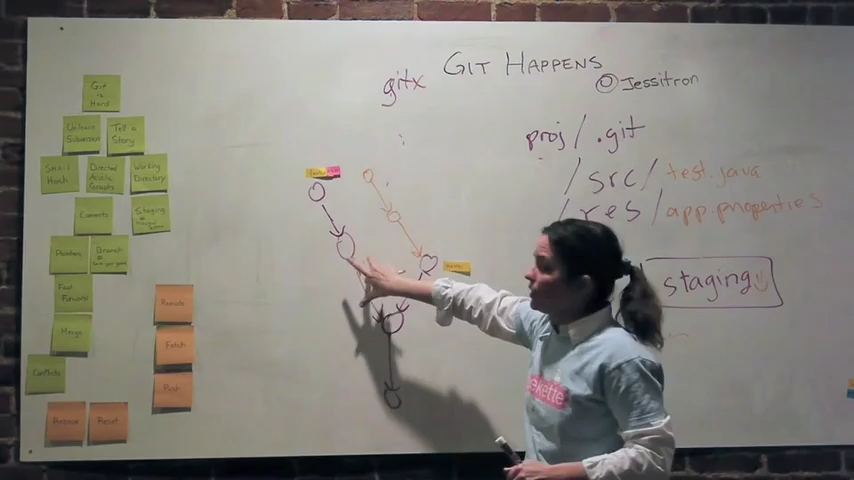 GIT HAPPENS
@Jessitron
gitx
proj/.git
/src/test.java
/res/app.properties
staging
Git is Hard
Unlearn Subversion
Tell a Story
Small Hash
Directed Acyclic Graphs
Working Directory
Commits
Staging
Pointers
Branch
Fast Forward
Merge
Conflicts
Rebase
Reset
Remote
Fetch
Push
ekette